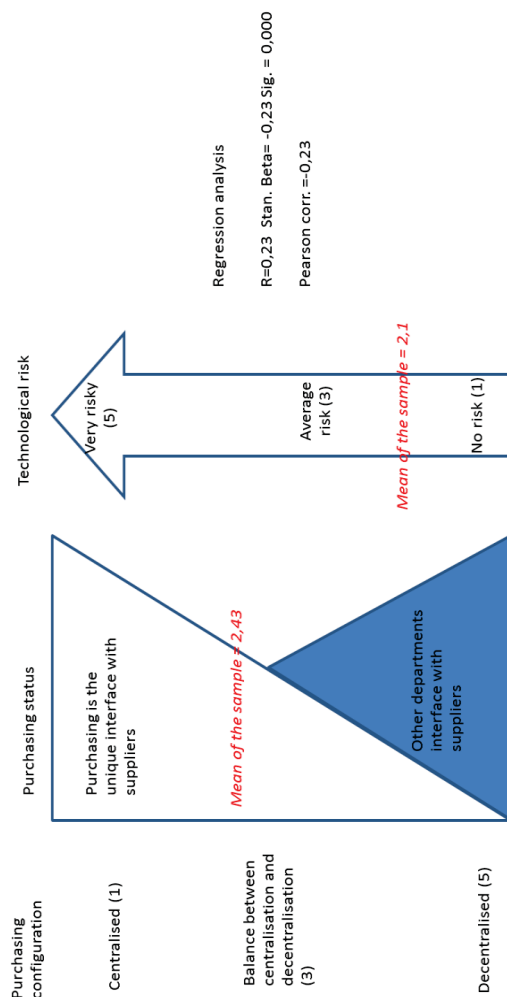 Purchasing
configuration
Purchasing status
Technological risk
Centralised (1)
Purchasing is the
unique interface with
suppliers
Very risky
(5)
Regression analysis
R=0,23 Stan. Beta= -0,23 Sig. = 0,000
Pearson corr. =-0,23
Balance between
centralisation and
decentralisation
(3)
Mean of the sample = 2,43
Average
risk (3)
Mean of the sample = 2,1
Decentralised (5)
Other departments
interface with
suppliers
No risk (1)